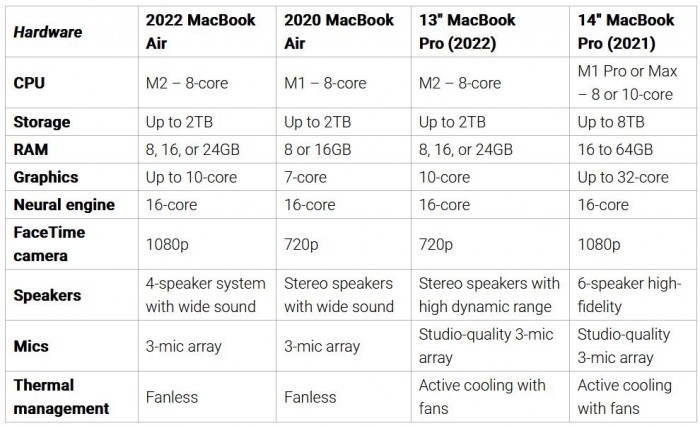 Hardware 2022 MacBook Air 2020 MacBook Air 13" MacBook Pro (2022) 14" MacBook Pro (2021)
CPU M2 – 8-core M1 – 8-core M2 – 8-core M1 Pro or Max – 8 or 10-core
Storage Up to 2TB Up to 2TB Up to 2TB Up to 8TB
RAM 8, 16, or 24GB 8 or 16GB 8, 16, or 24GB 16 to 64GB
Graphics Up to 10-core 7-core 10-core Up to 32-core
Neural engine 16-core 16-core 16-core 16-core
FaceTime camera 1080p 720p 720p 1080p
Speakers 4-speaker system with wide sound Stereo speakers with wide sound Stereo speakers with high dynamic range 6-speaker high-fidelity
Mics 3-mic array 3-mic array Studio-quality 3-mic array Studio-quality 3-mic array
Thermal management Fanless Fanless Active cooling with fans Active cooling with fans